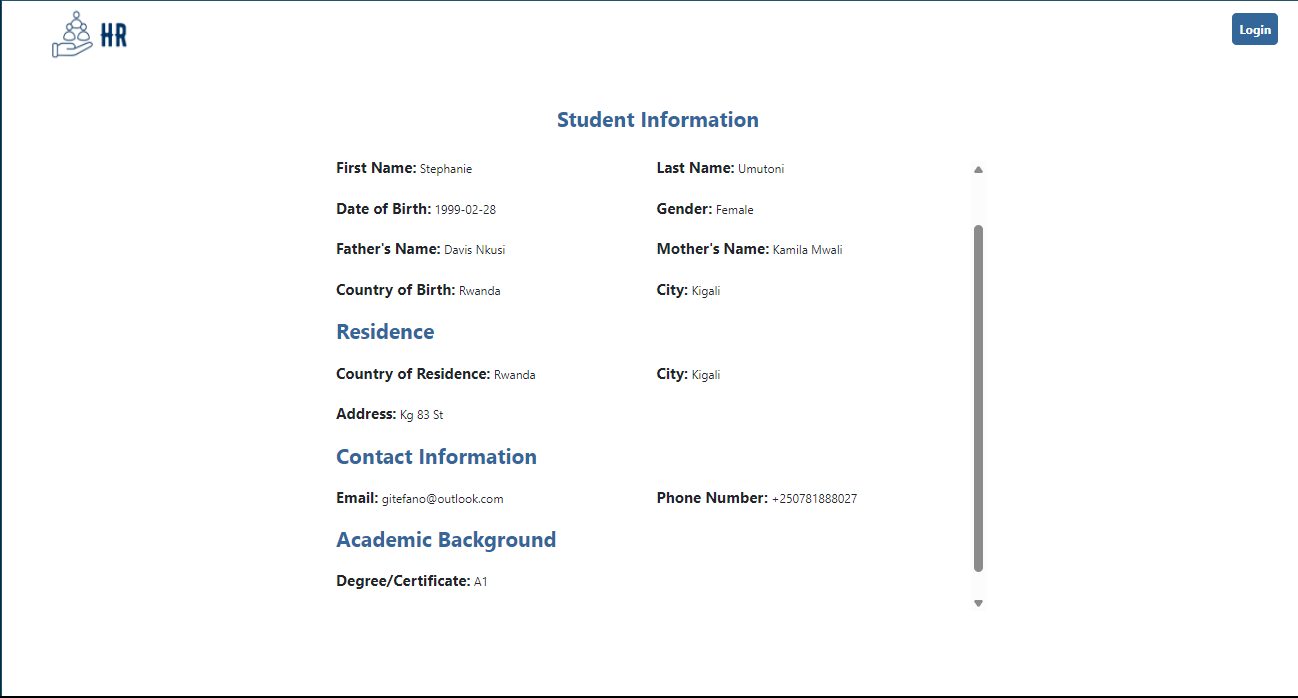 HR
Login
Student Information
First Name: Stephanie Last Name: Umutoni
Date of Birth: 1999-02-28 Gender: Female
Father's Name: Davis Nkusi Mother's Name: Kamila Mwali
Country of Birth: Rwanda City: Kigali
Residence
Country of Residence: Rwanda City: Kigali
Address: Kg 83 St
Contact Information
Email: gitefano@outlook.com Phone Number: +250781888027
Academic Background
Degree/Certificate: A1